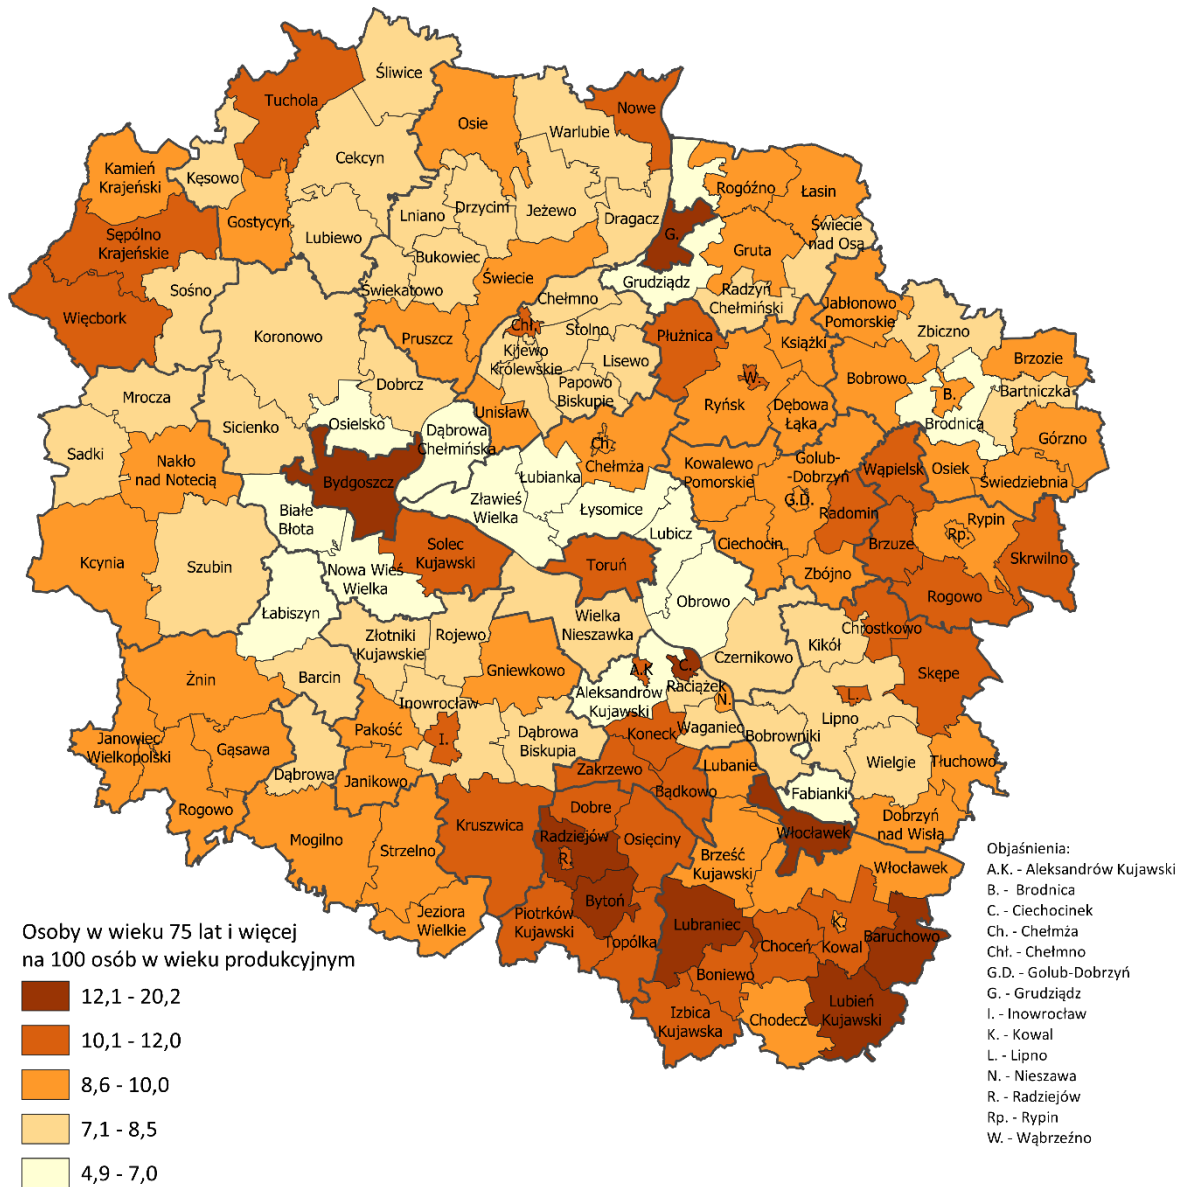 Śliwice
Tuchola
Nowe
Osie
Warlubie
Cekcyn
Kamień
Krajeński
Kęsowo
Rogóźno
Łasin
Lniano
Drzycim
Jeżewo
Dragacz
Gostycyn
Sępólno
Krajeńskie
Lubiewo
G.
Świecie
nad Osą
Gruta
Bukowiec
Świecie
Sośno
Świekatowo
Grudziądz
Radzyń
Chełmiński
Chełmno
Więcbork
Jabłonowo
Pomorskie
Chł.
Stolno
Koronowo
Pruszcz
Płużnica
Zbiczno
Książki
Kijewo
Królewskie
Lisewo
Brzozie
Dobrcz
Papowo
Biskupie
W.
Bobrowo
Mrocza
Bartniczka
B.
Ryńsk
Dębowa
Łąka
Unisław
Osielsko
Sicienko
Dąbrowa
Chełmińska
Brodnica
Górzno
Ch.
Sadki
Nakło
nad Notecią
Chełmża
Golub-
-Dobrzyń
Kowalewo
Pomorskie
Wąpielsk
Osiek
Świedziebnia
Bydgoszcz
Łubianka
Zławieś
Wielka
G.D.
Białe
Błota
Łysomice
Radomin
Rypin
Lubicz
Rp.
Solec
Kujawski
Ciechocin
Brzuze
Skrwilno
Kcynia
Szubin
Nowa Wieś
Wielka
Toruń
Zbójno
Rogowo
Obrowo
Łabiszyn
Wielka
Nieszawka
Chrostkowo
Złotniki
Kujawskie
Rojewo
Kikół
Czernikowo
Gniewkowo
A.K
C.
Skępe
Żnin
Barcin
Raciążek
Aleksandrów
Kujawski
N.
L.
Inowrocław
Waganiec
Lipno
Pakość
Koneck
Bobrowniki
Janowiec
Wielkopolski
Gąsawa
I.
Dąbrowa
Biskupia
Wielgie
Tłuchowo
Lubanie
Zakrzewo
Dąbrowa
Janikowo
Bądkowo
Fabianki
Rogowo
Dobre
Dobrzyń
nad Wisłą
Kruszwica
Włocławek
Radziejów
Osięciny
Mogilno
Strzelno
R.
Brześć
Kujawski
Włocławek
Bytoń
Jeziora
Wielkie
Piotrków
Kujawski
Lubraniec
K.
Baruchowo
Topólka
Choceń
Kowal
Boniewo
Lubień
Kujawski
Izbica
Kujawska
Chodecz
Osoby w wieku 75 lat i więcej
na 100 osób w wieku produkcyjnym
12,1 - 20,2
10,1 - 12,0
8,6 - 10,0
7,1 - 8,5
4,9 - 7,0
Objaśnienia:
A.K. - Aleksandrów Kujawski
B. - Brodnica
C. - Ciechocinek
Ch. - Chełmża
Chł. - Chełmno
G.D. - Golub-Dobrzyń
G. - Grudziądz
I. - Inowrocław
K. - Kowal
L. - Lipno
N. - Nieszawa
R. - Radziejów
Rp. - Rypin
W. - Wąbrzeźno